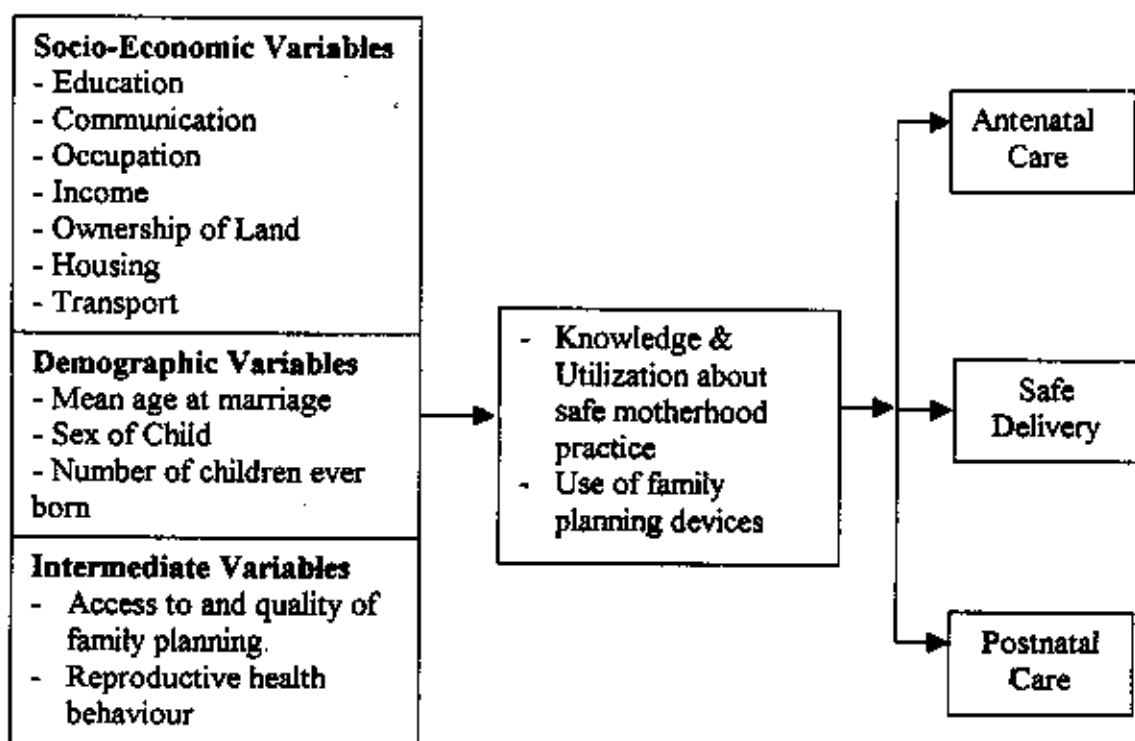 Socio-Economic Variables
- Education
- Communication
- Occupation
- Income
- Ownership of Land
- Housing
- Transport
Demographic Variables
- Mean age at marriage
- Sex of Child
- Number of children ever
born
Intermediate Variables
- Access to and quality of
family planning.
- Reproductive health
behaviour
- Knowledge &
Utilization about
safe motherhood
practice
- Use of family
planning devices
Antenatal
Care
Safe
Delivery
Postnatal
Care